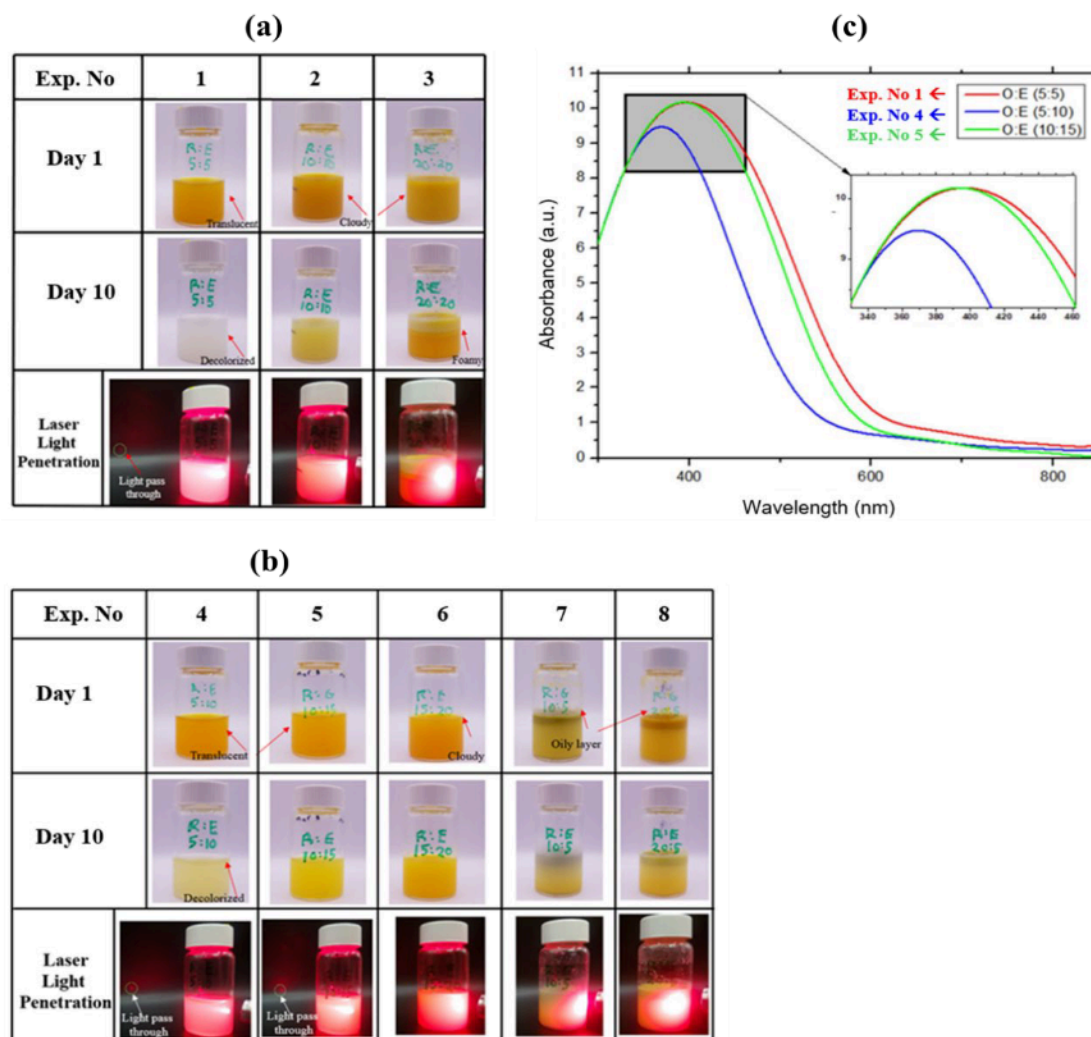 (a)
Exp. No 1 2 3
Day 1
R:E
5:5
R:E
10:10
R:E
20:20
Translucent
Cloudy
Day 10
R:E
5:5
R:E
10:10
R:E
20:20
Decolorized
Foamy
Laser
Light
Penetration
Light pass
through
(c)
Absorbance (a.u.)
11
10
9
8
7
6
5
4
3
2
1
0
400 600 800
Wavelength (nm)
Exp. No 1 ← O:E (5:5)
Exp. No 4 ← O:E (5:10)
Exp. No 5 ← O:E (10:15)
10
9
340 360 380 400 420 440 460
(b)
Exp. No 4 5 6 7 8
Day 1
R:E
5:10
R:E
10:15
R:E
15:20
R:E
10:5
20:5
Translucent
Cloudy
Oily layer
Day 10
R:E
5:10
R:E
10:15
R:E
15:20
R:E
10:5
R:E
20:5
Decolorized
Laser
Light
Penetration
Light pass
through
Light pass
through